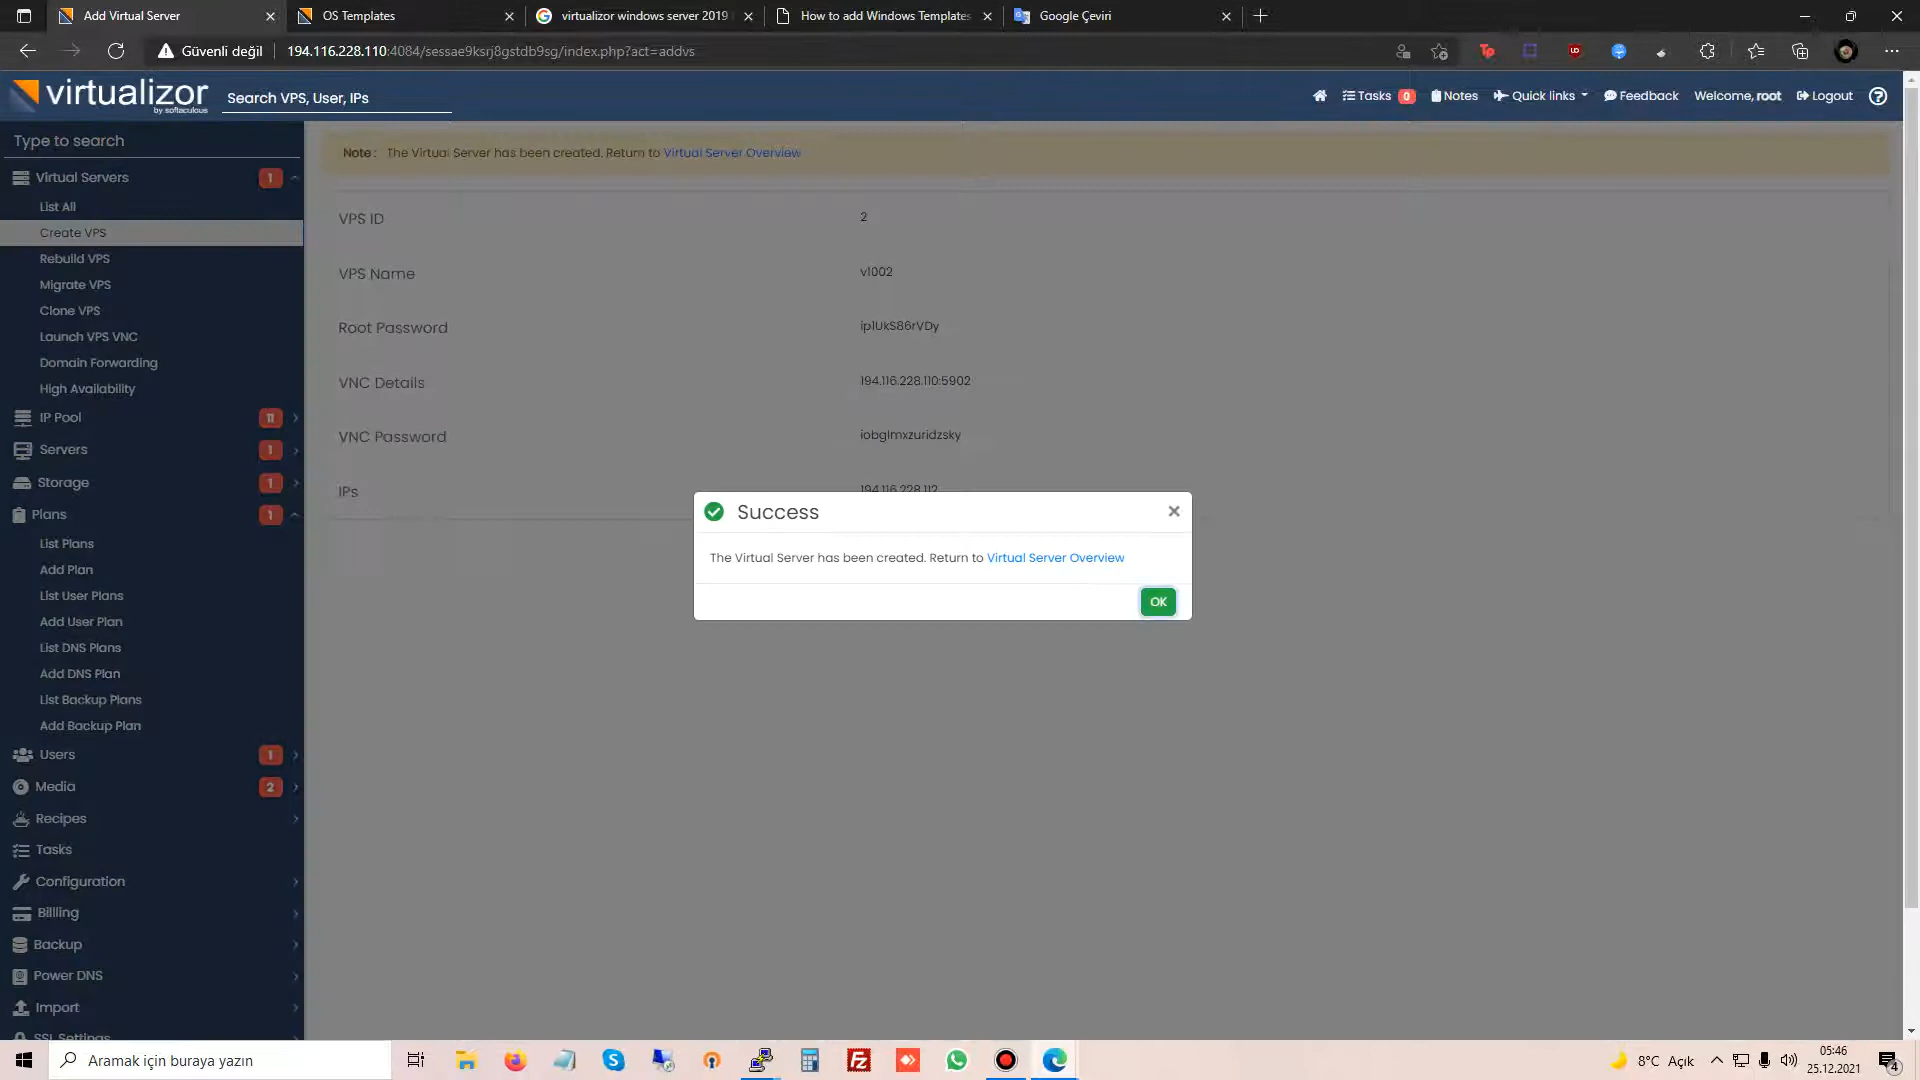 Add Virtual Server
OS Templates
virtualizor windows server 2019
How to add Windows Templates
Google Çeviri
Güvenli değil
194.116.228.110:4084/sessae9ksrj8gstdb9sg/index.php?act=addvs
virtualizor
by softaculous
Search VPS, User, IPs
Tasks 0
Notes
Quick links
Feedback
Welcome, root
Logout
Type to search
Note : The Virtual Server has been created. Return to Virtual Server Overview
Virtual Servers 1
List All
Create VPS
Rebuild VPS
Migrate VPS
Clone VPS
Launch VPS VNC
Domain Forwarding
High Availability
IP Pool 11
Servers 1
Storage 1
Plans 1
List Plans
Add Plan
List User Plans
Add User Plan
List DNS Plans
Add DNS Plan
List Backup Plans
Add Backup Plan
Users 1
Media 2
Recipes
Tasks
Configuration
Billling
Backup
Power DNS
Import
SSL Settings
VPS ID 2
VPS Name v1002
Root Password ip1UkS86rVDy
VNC Details 194.116.228.110:5902
VNC Password iobglmxzuridzsky
IPs 194.116.228.112
Success
The Virtual Server has been created. Return to Virtual Server Overview
OK
Aramak için buraya yazın
8°C Açık
05:46
25.12.2021
4